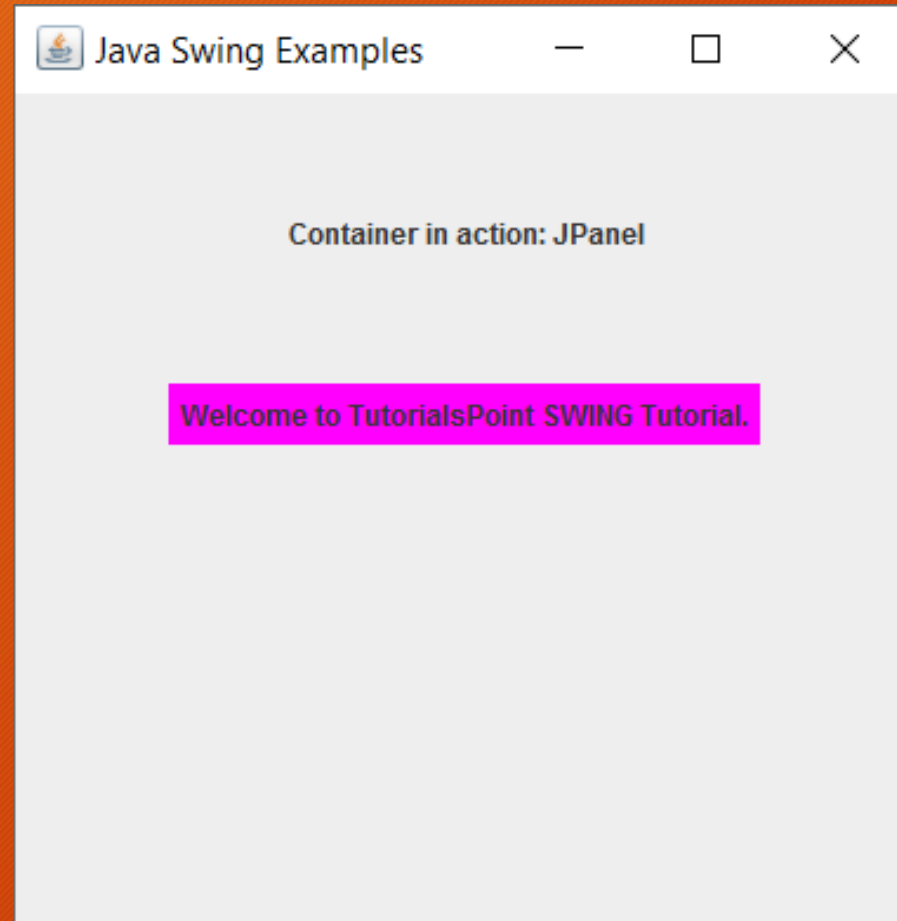 Java Swing Examples
Container in action: JPanel
Welcome to TutorialsPoint SWING Tutorial.